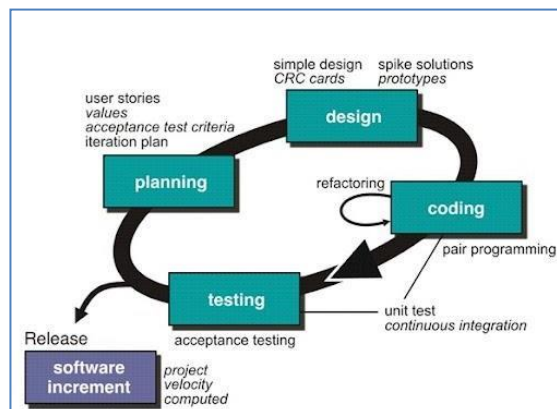 simple design
CRC cards
spike solutions
prototypes
user stories
values
acceptance test criteria
iteration plan
design
planning
refactoring
coding
pair programming
testing
acceptance testing
unit test
continuous integration
Release
software
increment
project
velocity
computed